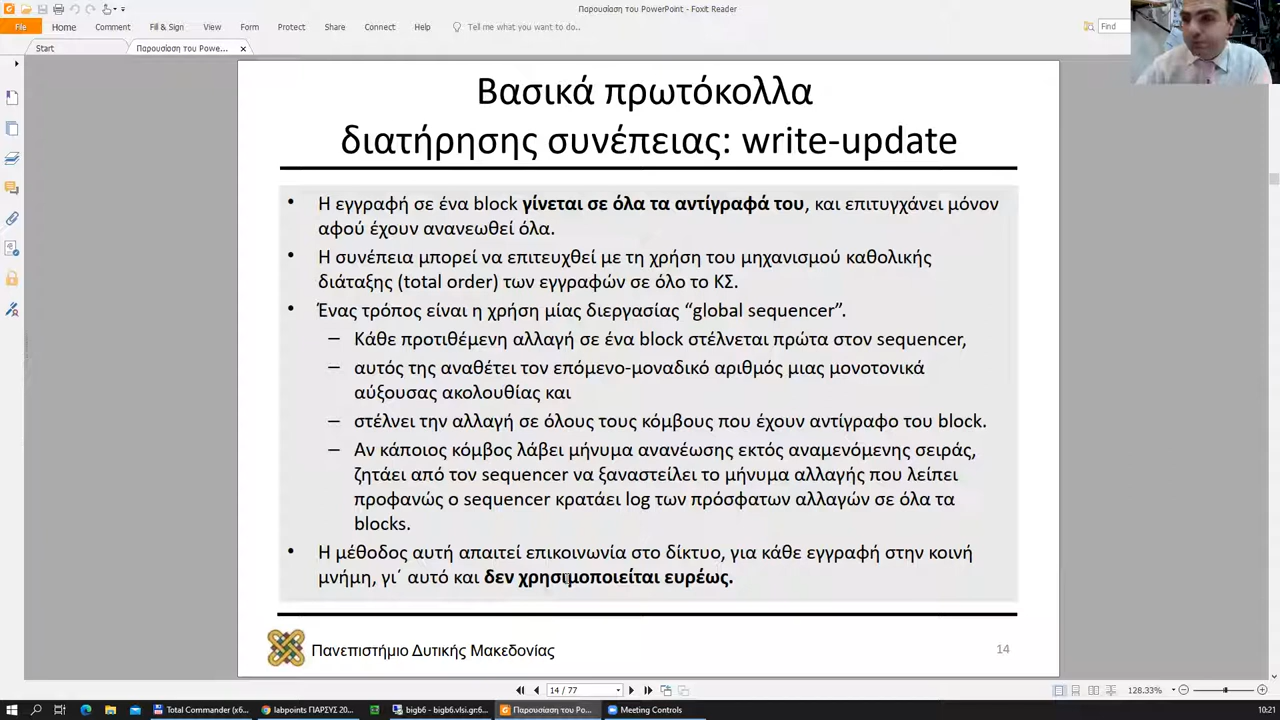 Παρουσίαση του PowerPoint - Foxit Reader
File Home Comment Fill & Sign View Form Protect Share Connect Help Tell me what you want to do.. Find
Start Παρουσίαση του Powe...
Βασικά πρωτόκολλα
διατήρησης συνέπειας: write-update
• Η εγγραφή σε ένα block γίνεται σε όλα τα αντίγραφά του, και επιτυγχάνει μόνον
αφού έχουν ανανεωθεί όλα.
• Η συνέπεια μπορεί να επιτευχθεί με τη χρήση του μηχανισμού καθολικής
διάταξης (total order) των εγγραφών σε όλο το ΚΣ.
• Ένας τρόπος είναι η χρήση μίας διεργασίας “global sequencer”.
– Κάθε προτιθέμενη αλλαγή σε ένα block στέλνεται πρώτα στον sequencer,
– αυτός της αναθέτει τον επόμενο-μοναδικό αριθμός μιας μονοτονικά
αύξουσας ακολουθίας και
– στέλνει την αλλαγή σε όλους τους κόμβους που έχουν αντίγραφο του block.
– Αν κάποιος κόμβος λάβει μήνυμα ανανέωσης εκτός αναμενόμενης σειράς,
ζητάει από τον sequencer να ξαναστείλει το μήνυμα αλλαγής που λείπει
προφανώς ο sequencer κρατάει log των πρόσφατων αλλαγών σε όλα τα
blocks.
• Η μέθοδος αυτή απαιτεί επικοινωνία στο δίκτυο, για κάθε εγγραφή στην κοινή
μνήμη, γι΄ αυτό και δεν χρησιμοποιείται ευρέως.
Πανεπιστήμιο Δυτικής Μακεδονίας 14
14 / 77 128.33%
Total Commander (x6... labpoints ΠΑΡΣΥΣ 20... bigb6 - bigb6.vlsi.gr:6... Παρουσίαση του Po... Meeting Controls 10:21